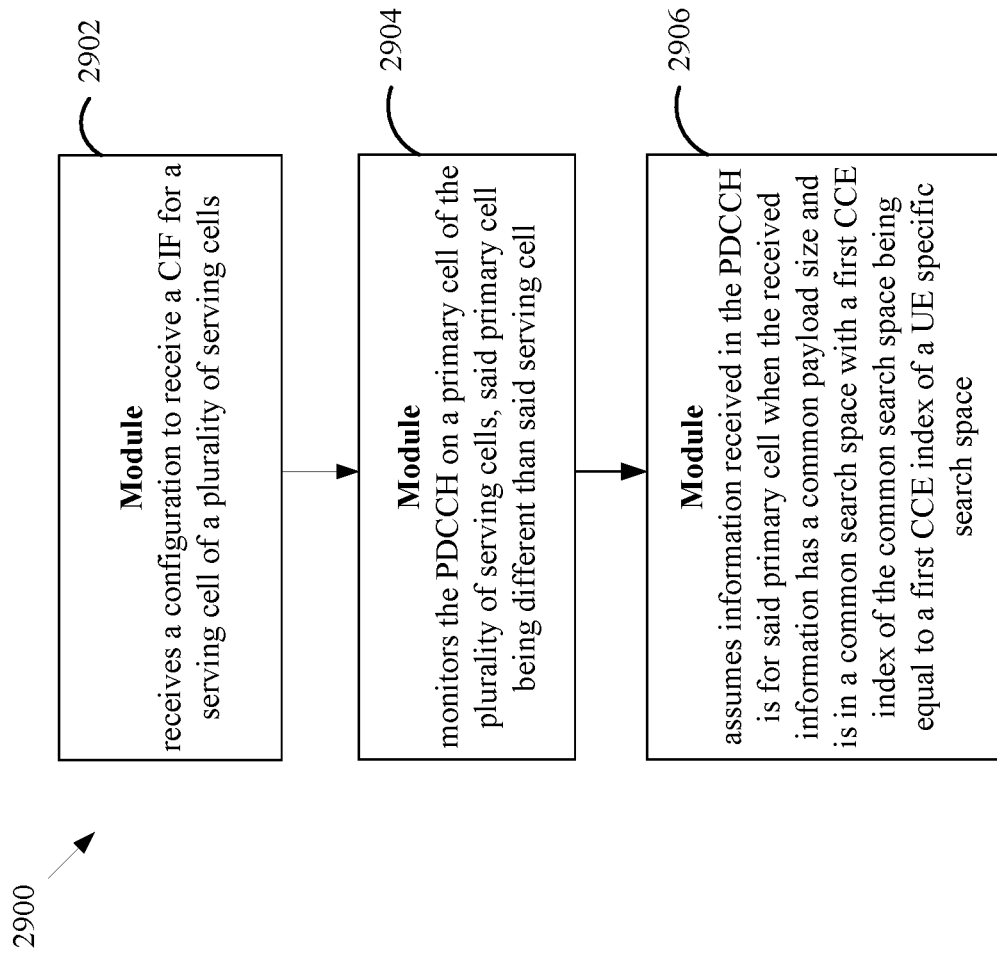 2900
2902
Module
receives a configuration to receive a CIF for a
serving cell of a plurality of serving cells
2904
Module
monitors the PDCCH on a primary cell of the
plurality of serving cells, said primary cell
being different than said serving cell
2906
Module
assumes information received in the PDCCH
is for said primary cell when the received
information has a common payload size and
is in a common search space with a first CCE
index of the common search space being
equal to a first CCE index of a UE specific
search space